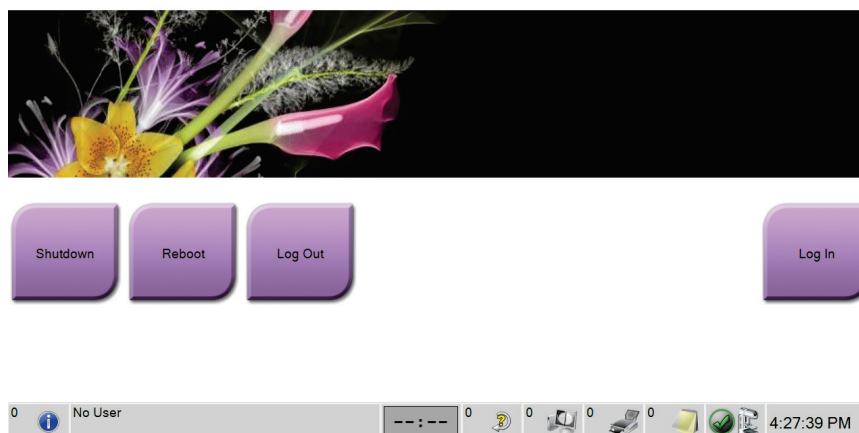 Shutdown
Reboot
Log Out
Log In
0
No User
--:--
0
0
0
0
4:27:39 PM